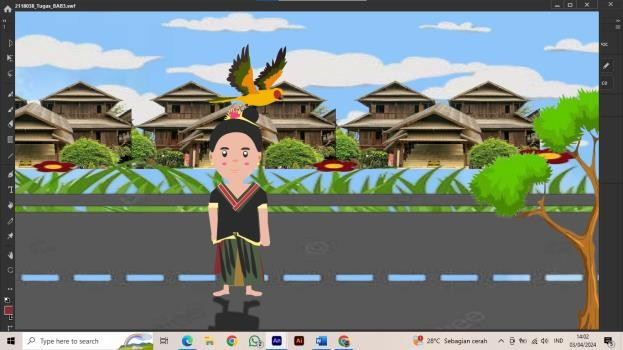 2118038_Tugas_BAB3.swf
Type here to search
28°C Sebagian cerah
IND
14:02
03/04/2024